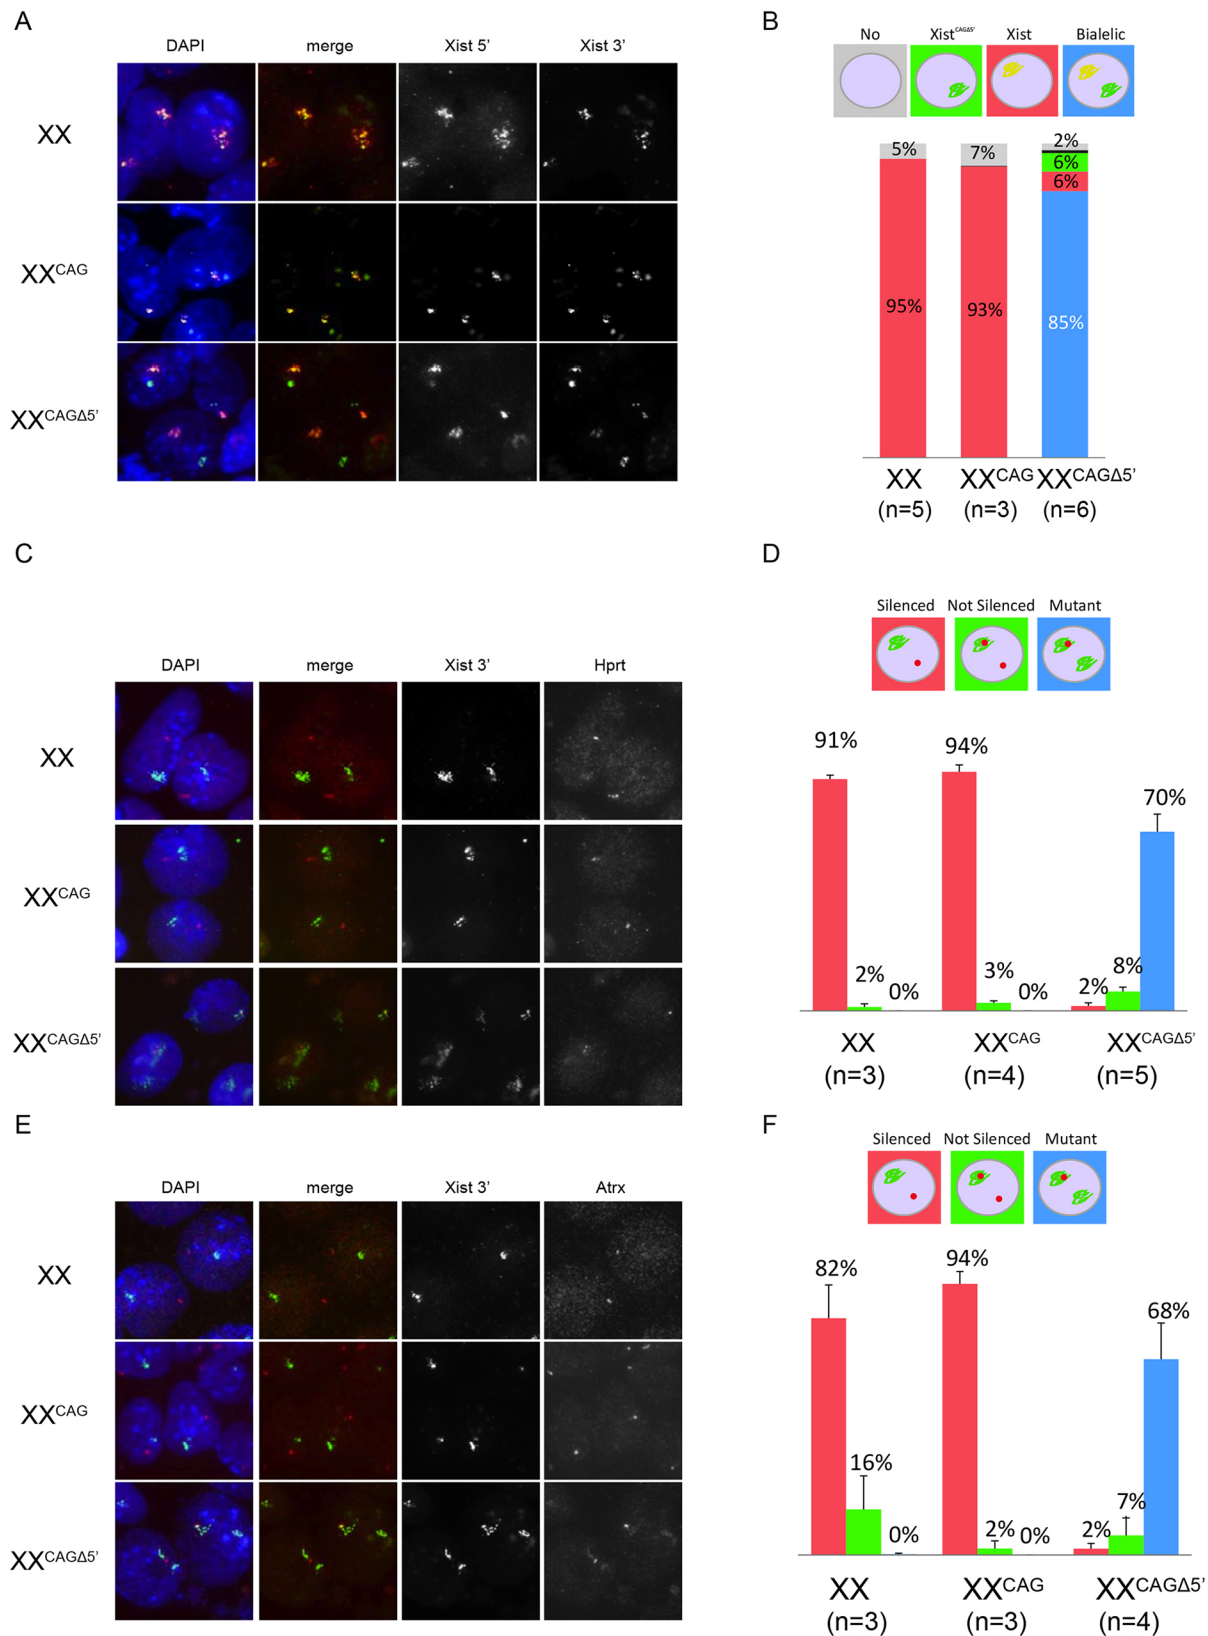 A
DAPI merge Xist 5’ Xist 3’
XX
XXCAG
XXCAGΔ5’
B
No XistCAGΔ5’ Xist Bialelic
5% 7% 2%
6%
6%
95% 93% 85%
XX XXCAG XXCAGΔ5’
(n=5) (n=3) (n=6)
C
DAPI merge Xist 3’ Hprt
XX
XXCAG
XXCAGΔ5’
D
Silenced Not Silenced Mutant
91% 94% 70%
2% 0% 3% 0% 2% 8%
XX XXCAG XXCAGΔ5’
(n=3) (n=4) (n=5)
E
DAPI merge Xist 3’ Atrx
XX
XXCAG
XXCAGΔ5’
F
Silenced Not Silenced Mutant
82% 94% 68%
16% 0% 2% 0% 2% 7%
XX XXCAG XXCAGΔ5’
(n=3) (n=3) (n=4)